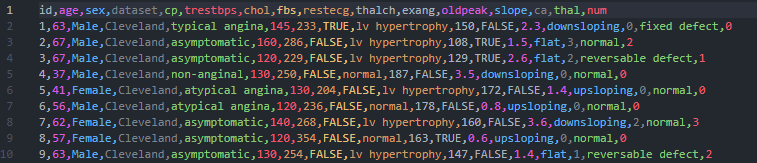 1 id,age,sex,dataset,cp,trestbps,chol,fbs,restecg,thalch,exang,oldpeak,slope,ca,thal,num
2 1,63,Male,Cleveland,typical angina,145,233,TRUE,lv hypertrophy,150,FALSE,2.3,downsloping,0,fixed defect,0
3 2,67,Male,Cleveland,asymptomatic,160,286,FALSE,lv hypertrophy,108,TRUE,1.5,flat,3,normal,2
4 3,67,Male,Cleveland,asymptomatic,120,229,FALSE,lv hypertrophy,129,TRUE,2.6,flat,2,reversable defect,1
5 4,37,Male,Cleveland,non-anginal,130,250,FALSE,normal,187,FALSE,3.5,downsloping,0,normal,0
6 5,41,Female,Cleveland,atypical angina,130,204,FALSE,lv hypertrophy,172,FALSE,1.4,upsloping,0,normal,0
7 6,56,Male,Cleveland,atypical angina,120,236,FALSE,normal,178,FALSE,0.8,upsloping,0,normal,0
8 7,62,Female,Cleveland,asymptomatic,140,268,FALSE,lv hypertrophy,160,FALSE,3.6,downsloping,2,normal,3
9 8,57,Female,Cleveland,asymptomatic,120,354,FALSE,normal,163,TRUE,0.6,upsloping,0,normal,0
10 9,63,Male,Cleveland,asymptomatic,130,254,FALSE,lv hypertrophy,147,FALSE,1.4,flat,1,reversable defect,2